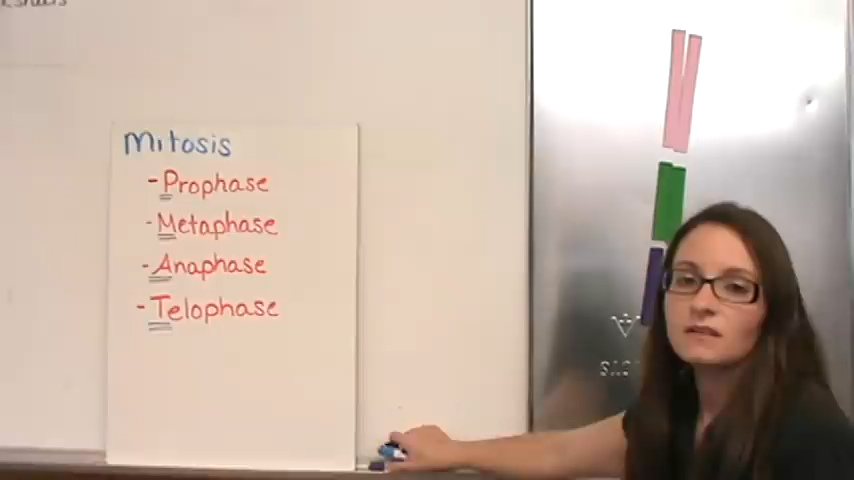 Mitosis
- Prophase
- Metaphase
- Anaphase
- Telophase